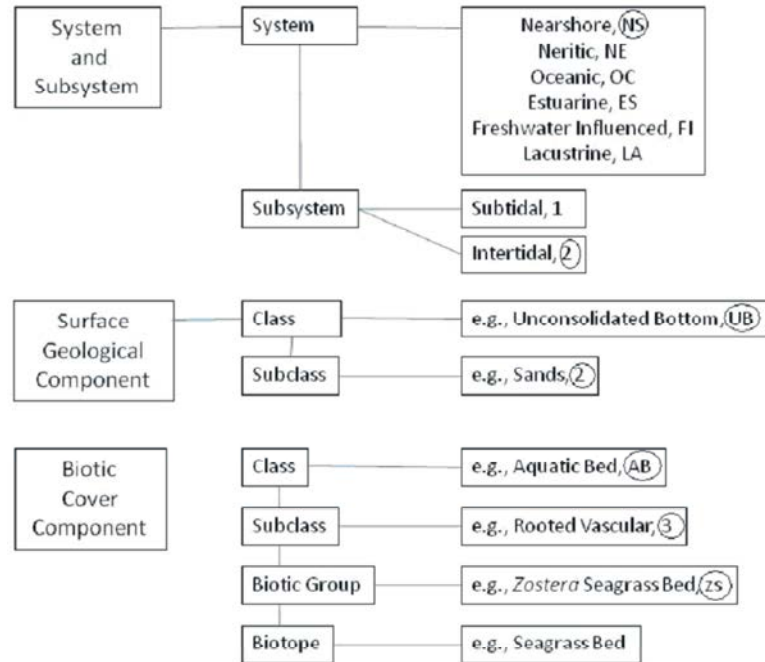 System
and
Subsystem
System
Nearshore, NS
Neritic, NE
Oceanic, OC
Estuarine, ES
Freshwater Influenced, FI
Lacustrine, LA
Subsystem
Subtidal, 1
Intertidal, 2
Surface
Geological
Component
Class
e.g., Unconsolidated Bottom, UB
Subclass
e.g., Sands, 2
Biotic
Cover
Component
Class
e.g., Aquatic Bed, AB
Subclass
e.g., Rooted Vascular, 3
Biotic Group
e.g., Zostera Seagrass Bed, zs
Biotope
e.g., Seagrass Bed